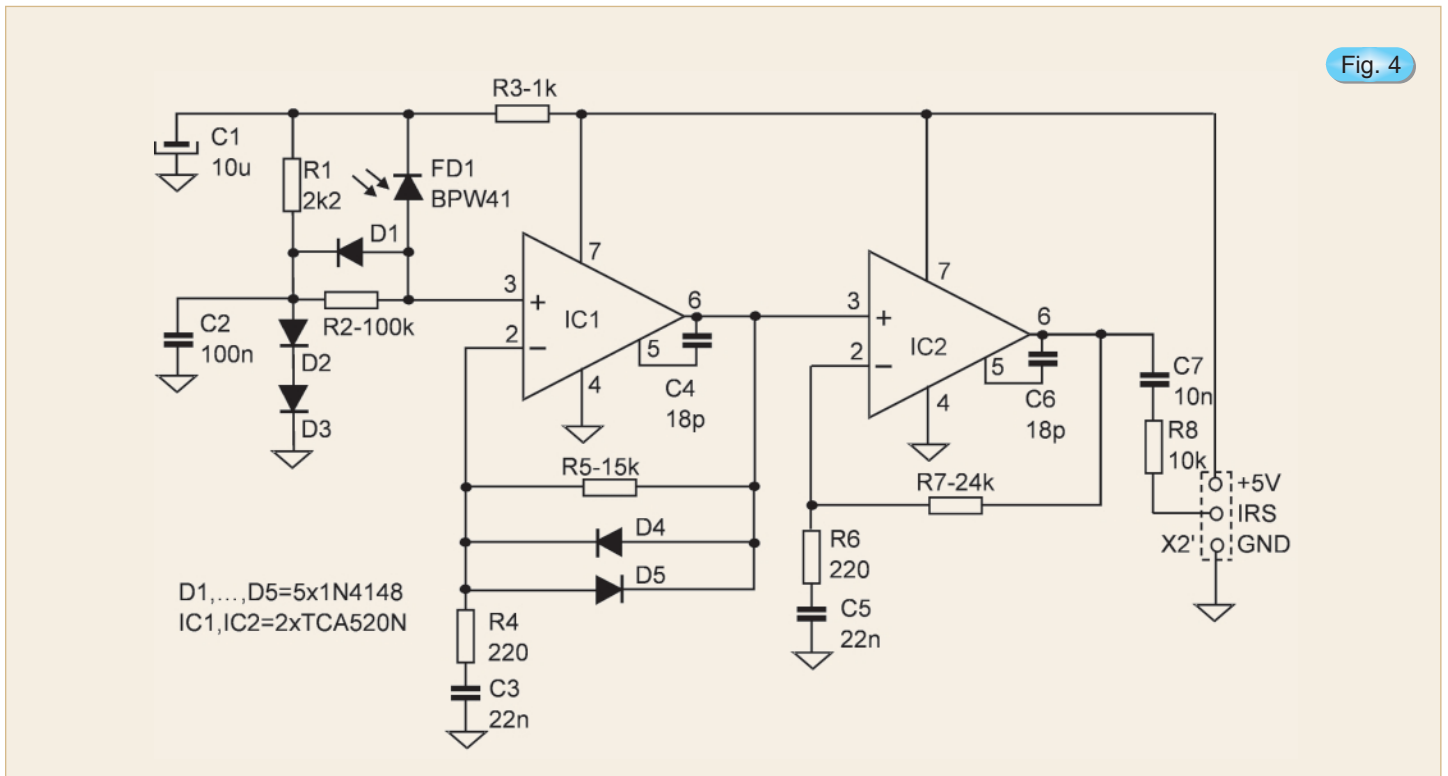 Fig. 4
R3-1k
C1
10u
R1
2k2
FD1
BPW41
D1
7
7
3
+
6
IC1
2
−
5
4
C4
18p
3
+
6
IC2
2
−
5
4
C6
18p
C2
100n
R2-100k
D2
D3
C7
10n
R8
10k
+5V
IRS
X2'
GND
R5-15k
R7-24k
D4
D5
R6
220
C5
22n
D1,...,D5=5x1N4148
IC1,IC2=2xTCA520N
R4
220
C3
22n